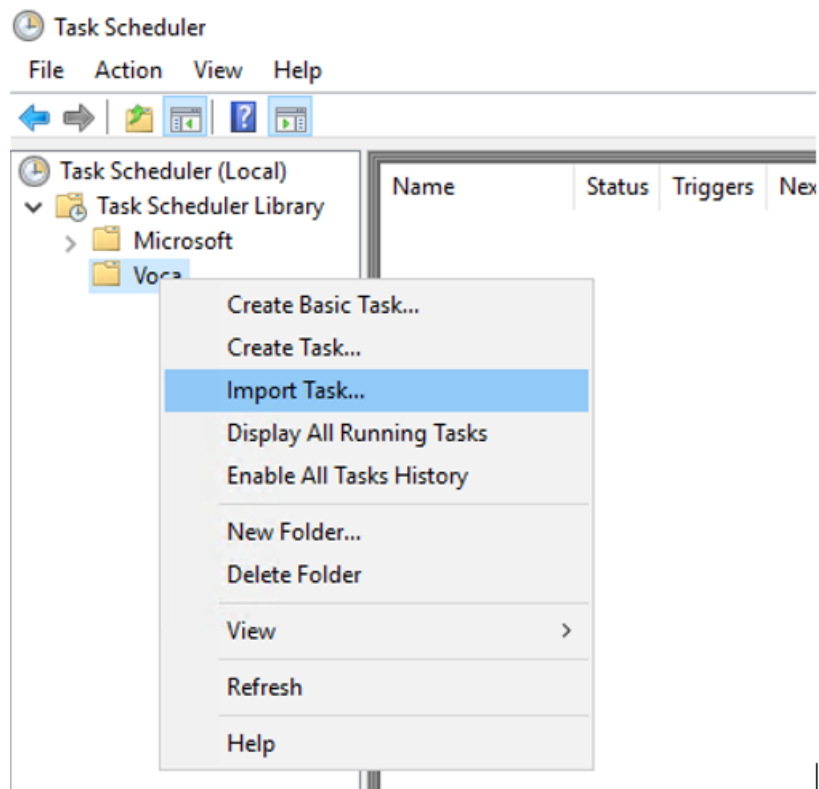 Task Scheduler
File Action View Help
Task Scheduler (Local)
Task Scheduler Library
Microsoft
Voca
Name Status Triggers Nex
Create Basic Task...
Create Task...
Import Task...
Display All Running Tasks
Enable All Tasks History
New Folder...
Delete Folder
View
Refresh
Help